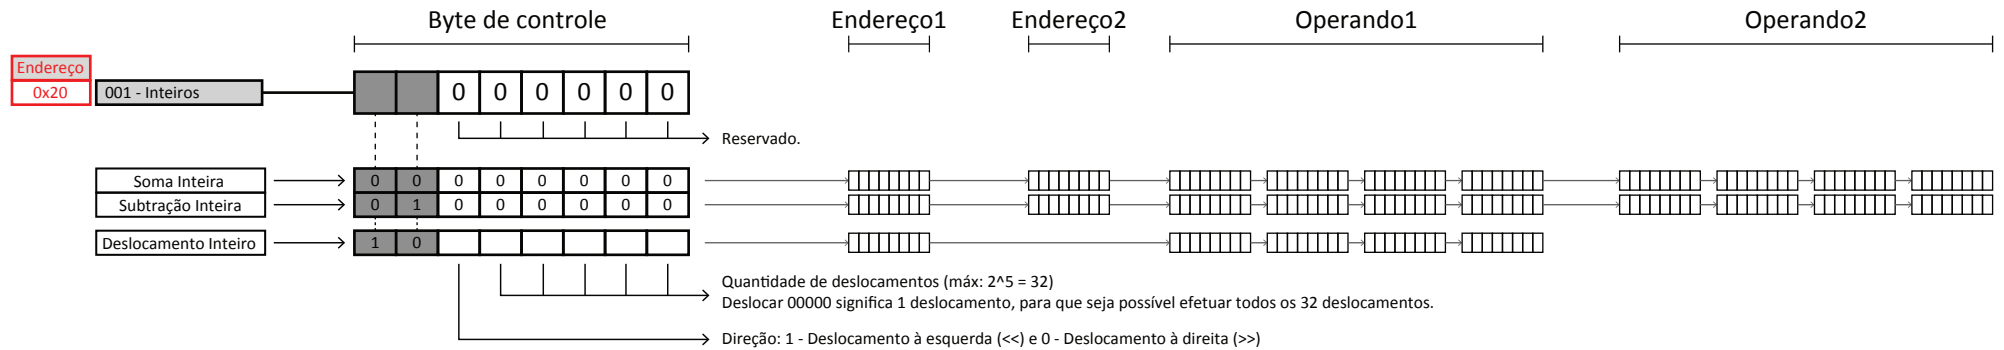 Byte de controle Endereço1 Endereço2 Operando1 Operando2
Endereço
0x20 001 - Inteiros 0 0 0 0 0 0
Reservado.
Soma Inteira 0 0 0 0 0 0 0 0
Subtração Inteira 0 1 0 0 0 0 0 0
Deslocamento Inteiro 1 0
Quantidade de deslocamentos (máx: 2^5 = 32)
Deslocar 00000 significa 1 deslocamento, para que seja possível efetuar todos os 32 deslocamentos.
Direção: 1 - Deslocamento à esquerda (<<) e 0 - Deslocamento à direita (>>)